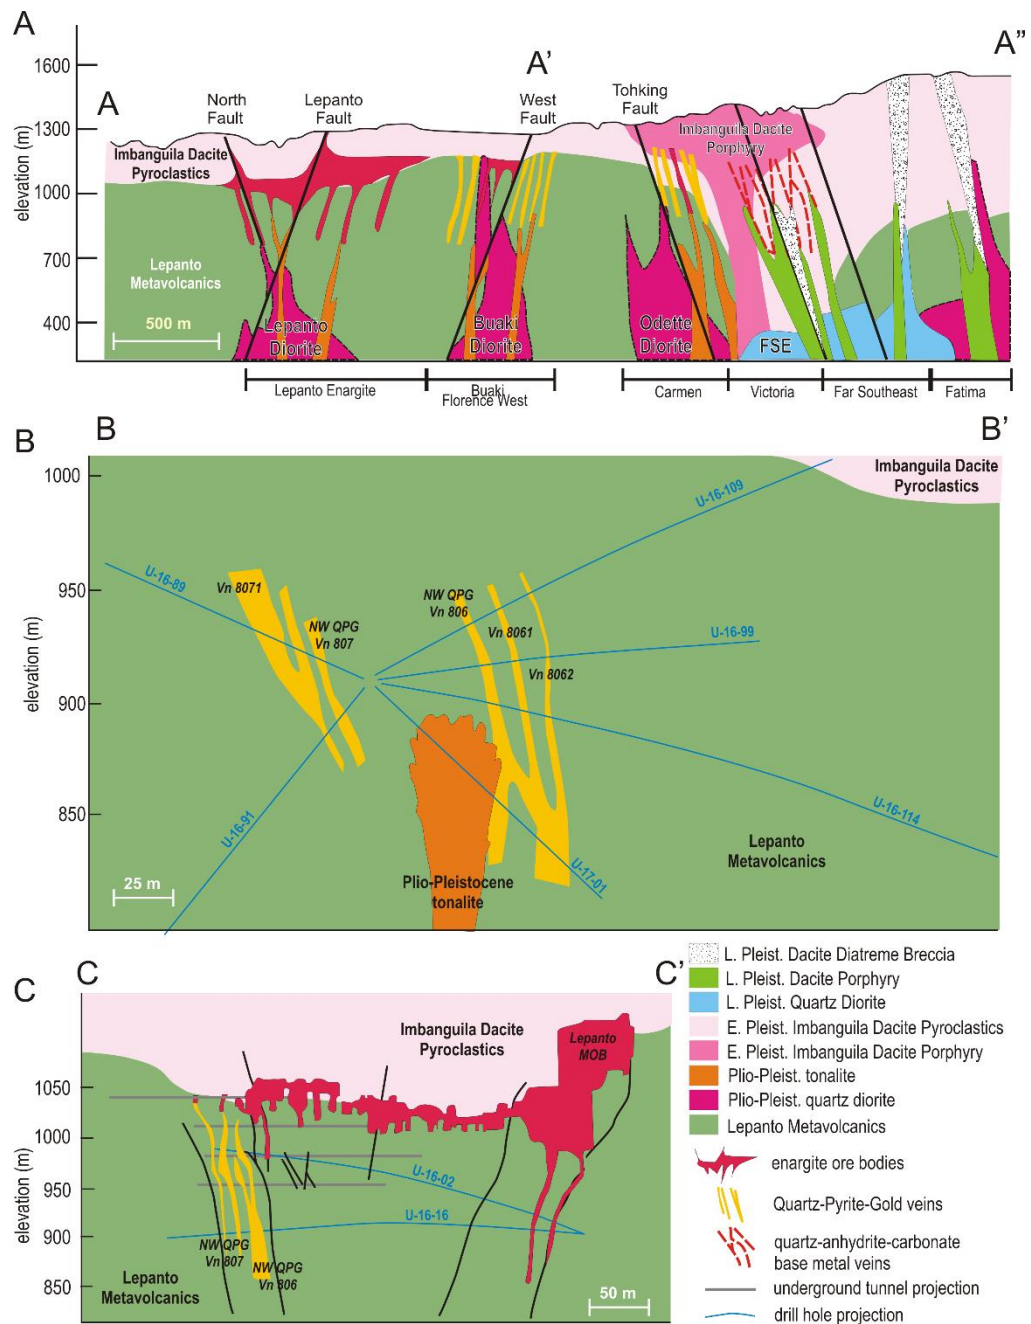 A
A'
A"
1600
1300
1000
700
400
elevation (m)
A
North
Fault
Lepanto
Fault
West
Fault
Tohking
Fault
Imbanguila Dacite
Pyroclastics
Imbanguila Dacite
Porphyry
Lepanto
Metavolcanics
500 m
Lepanto
Diorite
Buaki
Diorite
Odette
Diorite
FSE
Lepanto Enargite
Buaki
Florence West
Carmen
Victoria
Far Southeast
Fatima
B
B
B'
1000
950
900
850
elevation (m)
Imbanguila Dacite
Pyroclastics
U-16-109
U-16-89
Vn 8071
NW QPG
Vn 807
NW QPG
Vn 806
Vn 8061
Vn 8062
U-16-99
U-16-91
U-16-114
U-17-01
Plio-Pleistocene
tonalite
Lepanto
Metavolcanics
25 m
C
C
C'
1050
1000
950
900
850
elevation (m)
Imbanguila Dacite
Pyroclastics
Lepanto
MOB
U-16-02
U-16-16
NW QPG
Vn 807
NW QPG
Vn 806
Lepanto
Metavolcanics
50 m
L. Pleist. Dacite Diatreme Breccia
L. Pleist. Dacite Porphyry
L. Pleist. Quartz Diorite
E. Pleist. Imbanguila Dacite Pyroclastics
E. Pleist. Imbanguila Dacite Porphyry
Plio-Pleist. tonalite
Plio-Pleist. quartz diorite
Lepanto Metavolcanics
enargite ore bodies
Quartz-Pyrite-Gold veins
quartz-anhydrite-carbonate
base metal veins
underground tunnel projection
drill hole projection